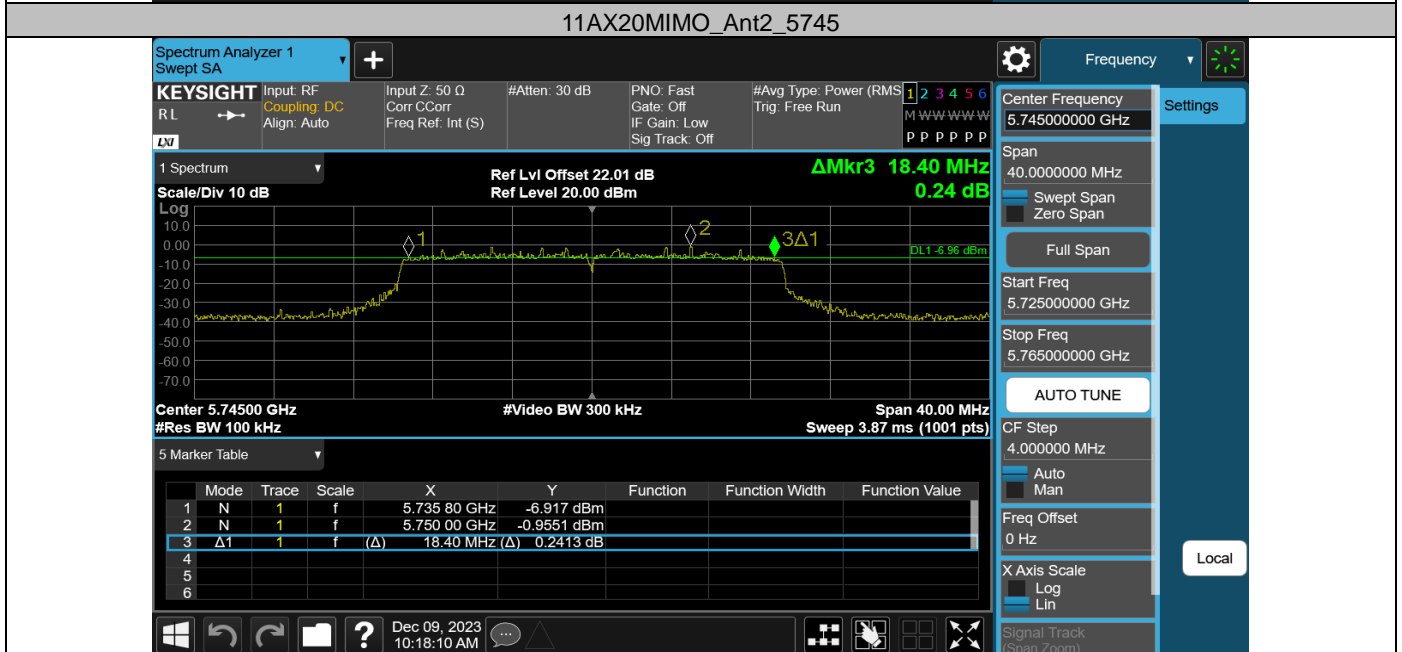 11AX20MIMO_Ant2_5745
Spectrum Analyzer 1
Swept SA
Frequency
KEYSIGHT
RL
LXI
Input: RF
Coupling: DC
Align: Auto
Input Z: 50 Ω
Corr CCorr
Freq Ref: Int (S)
#Atten: 30 dB
PNO: Fast
Gate: Off
IF Gain: Low
Sig Track: Off
#Avg Type: Power (RMS
Trig: Free Run
1 2 3 4 5 6
M W W W W W
P P P P P P
1 Spectrum
Scale/Div 10 dB
Ref Lvl Offset 22.01 dB
Ref Level 20.00 dBm
ΔMkr3 18.40 MHz
0.24 dB
Log
10.0
0.00
-10.0
-20.0
-30.0
-40.0
-50.0
-60.0
-70.0
1
2
3Δ1
DL1 -6.96 dBm
Center 5.74500 GHz
#Video BW 300 kHz
Span 40.00 MHz
#Res BW 100 kHz
Sweep 3.87 ms (1001 pts)
5 Marker Table
Mode Trace Scale X Y Function Function Width Function Value
1 N 1 f 5.735 80 GHz -6.917 dBm
2 N 1 f 5.750 00 GHz -0.9551 dBm
3 Δ1 1 f (Δ) 18.40 MHz (Δ) 0.2413 dB
4
5
6
Dec 09, 2023
10:18:10 AM
Center Frequency
5.745000000 GHz
Settings
Span
40.0000000 MHz
Swept Span
Zero Span
Full Span
Start Freq
5.725000000 GHz
Stop Freq
5.765000000 GHz
AUTO TUNE
CF Step
4.000000 MHz
Auto
Man
Freq Offset
0 Hz
X Axis Scale
Log
Lin
Signal Track
(Span Zoom)
Local